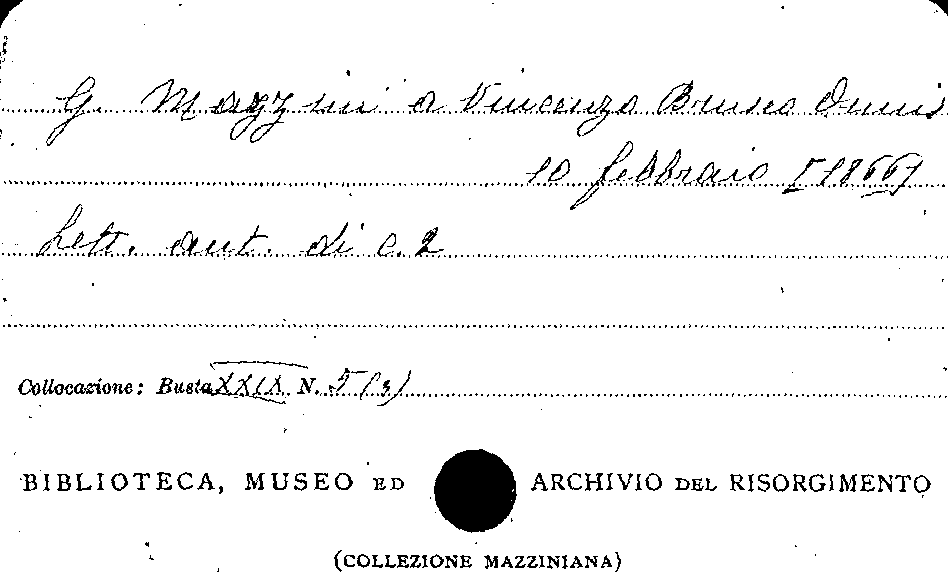 G. Mazzini a Vincenzo Brusco Onnis
10 febbraio [1866]
Lett. aut. di c. 2
Collocazione: Busta XXIX N. 5 (3)
BIBLIOTECA, MUSEO ED ARCHIVIO DEL RISORGIMENTO
(COLLEZIONE MAZZINIANA)